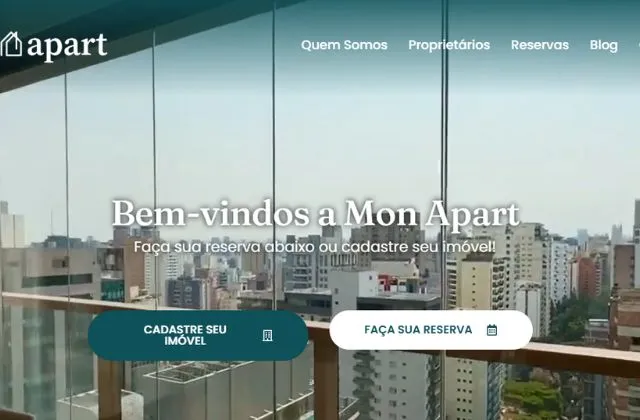 apart
Quem Somos Proprietários Reservas Blog
Bem-vindos a Mon Apart
Faça sua reserva abaixo ou cadastre seu imóvel!
CADASTRE SEU
IMÓVEL
FAÇA SUA RESERVA